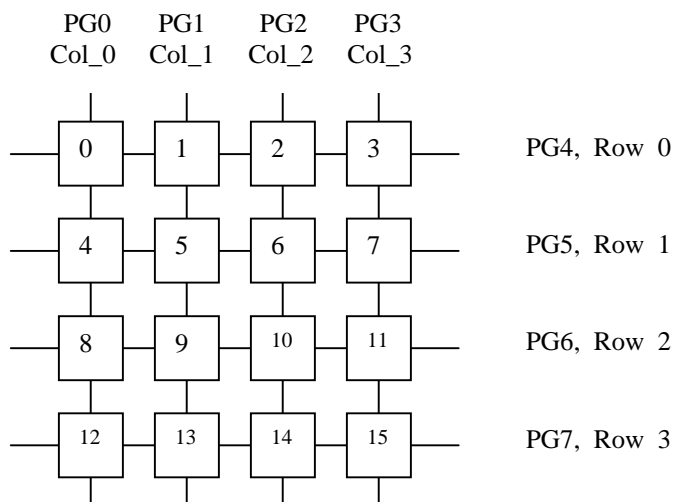 PG0 PG1 PG2 PG3
Col_0 Col_1 Col_2 Col_3
0 1 2 3 PG4, Row 0
4 5 6 7 PG5, Row 1
8 9 10 11 PG6, Row 2
12 13 14 15 PG7, Row 3